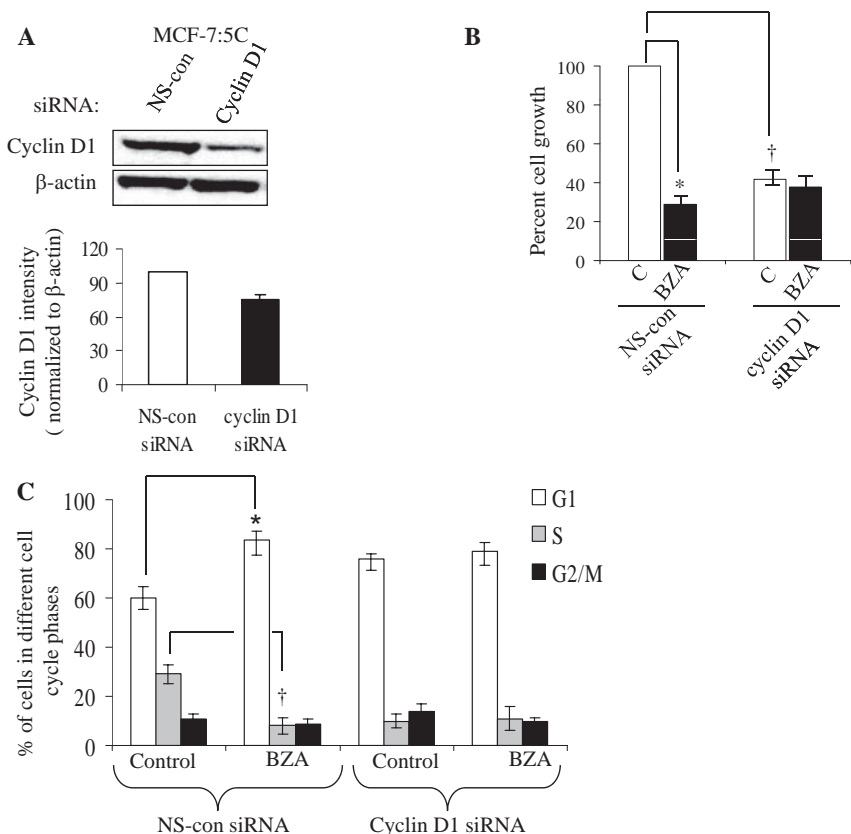 A
MCF-7:5C
siRNA:
NS-con
Cyclin D1
Cyclin D1
β-actin
Cyclin D1 intensity
( normalized to β-actin)
120
90
60
30
0
NS-con
siRNA
cyclin D1
siRNA
B
Percent cell growth
100
80
60
40
20
0
*
†
C
BZA
C
BZA
NS-con
siRNA
cyclin D1
siRNA
C
% of cells in different cell
cycle phases
100
80
60
40
20
0
*
†
G1
S
G2/M
Control
BZA
Control
BZA
NS-con siRNA
Cyclin D1 siRNA